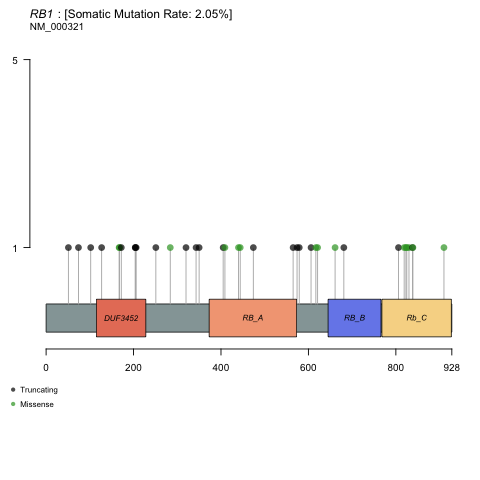 RB1 : [Somatic Mutation Rate: 2.05%]
NM_000321
5
1
DUF3452 RB_A RB_B Rb_C
0 200 400 600 800 928
Truncating
Missense